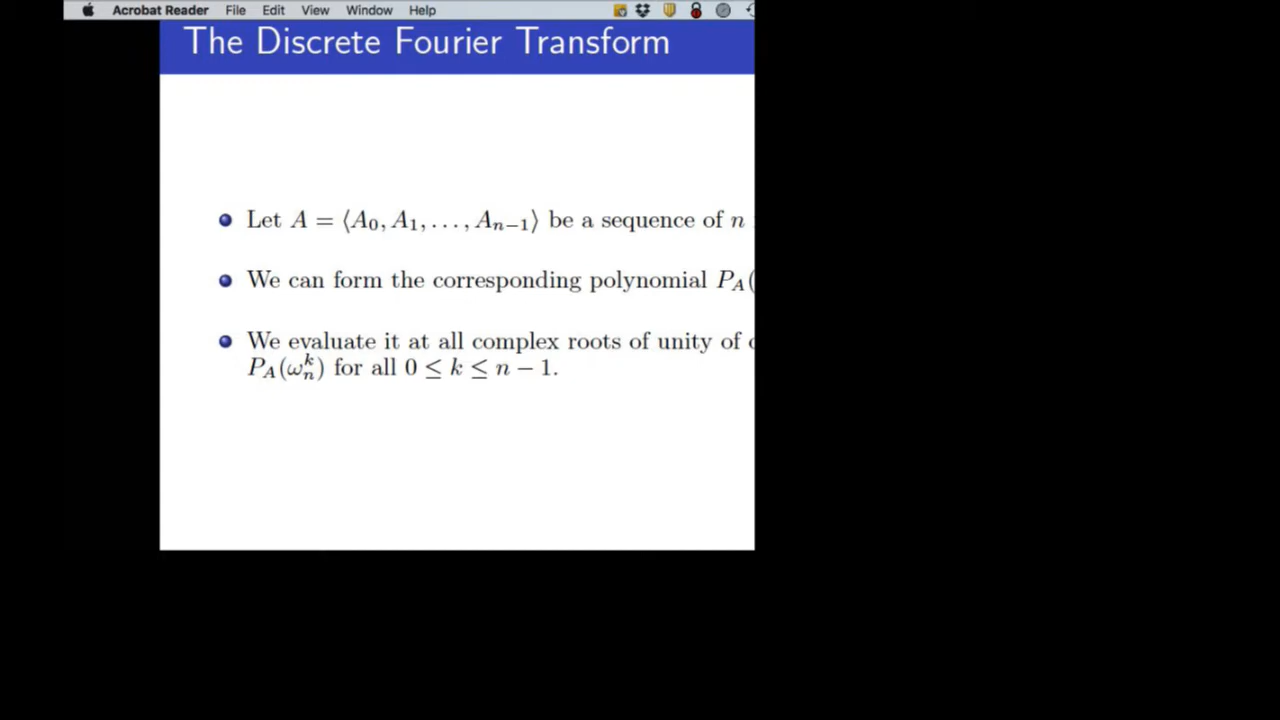 Acrobat Reader File Edit View Window Help
The Discrete Fourier Transform
Let A = ⟨A₀, A₁, . . . , Aₙ₋₁⟩ be a sequence of n
We can form the corresponding polynomial P_A(
We evaluate it at all complex roots of unity of
P_A(ωₙᵏ) for all 0 ≤ k ≤ n − 1.